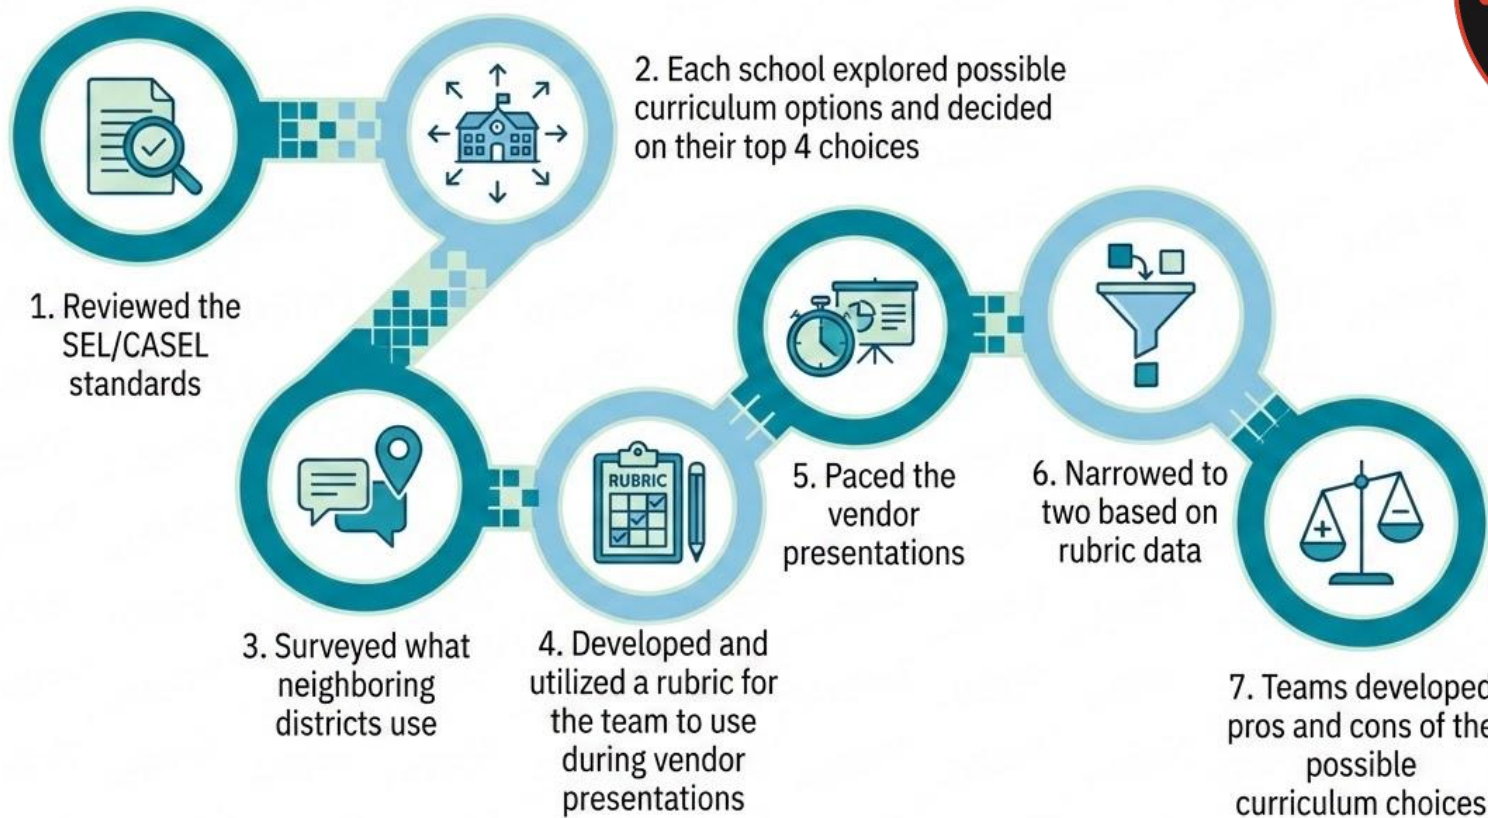 1. Reviewed the
SEL/CASEL
standards
2. Each school explored possible
curriculum options and decided
on their top 4 choices
3. Surveyed what
neighboring
districts use
RUBRIC
4. Developed and
utilized a rubric for
the team to use
during vendor
presentations
5. Paced the
vendor
presentations
6. Narrowed to
two based on
rubric data
7. Teams developed
pros and cons of the
possible
curriculum choices